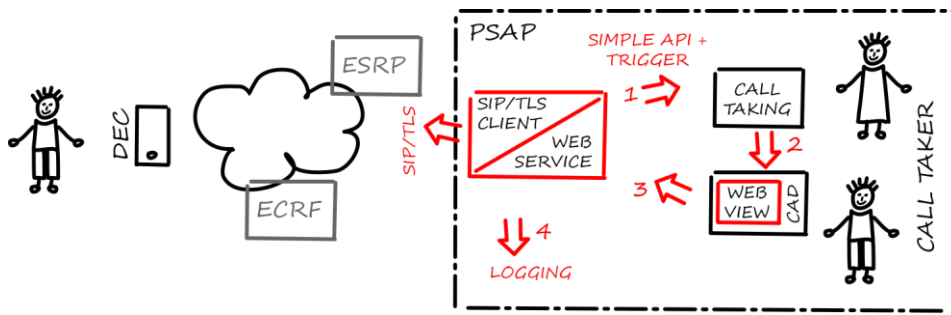 DEC
ESRP
ECRF
SIP/TLS
PSAP
SIP/TLS
CLIENT
WEB
SERVICE
SIMPLE API +
TRIGGER
1
CALL
TAKING
2
WEB
VIEW
CAD
3
4
LOGGING
CALL TAKER